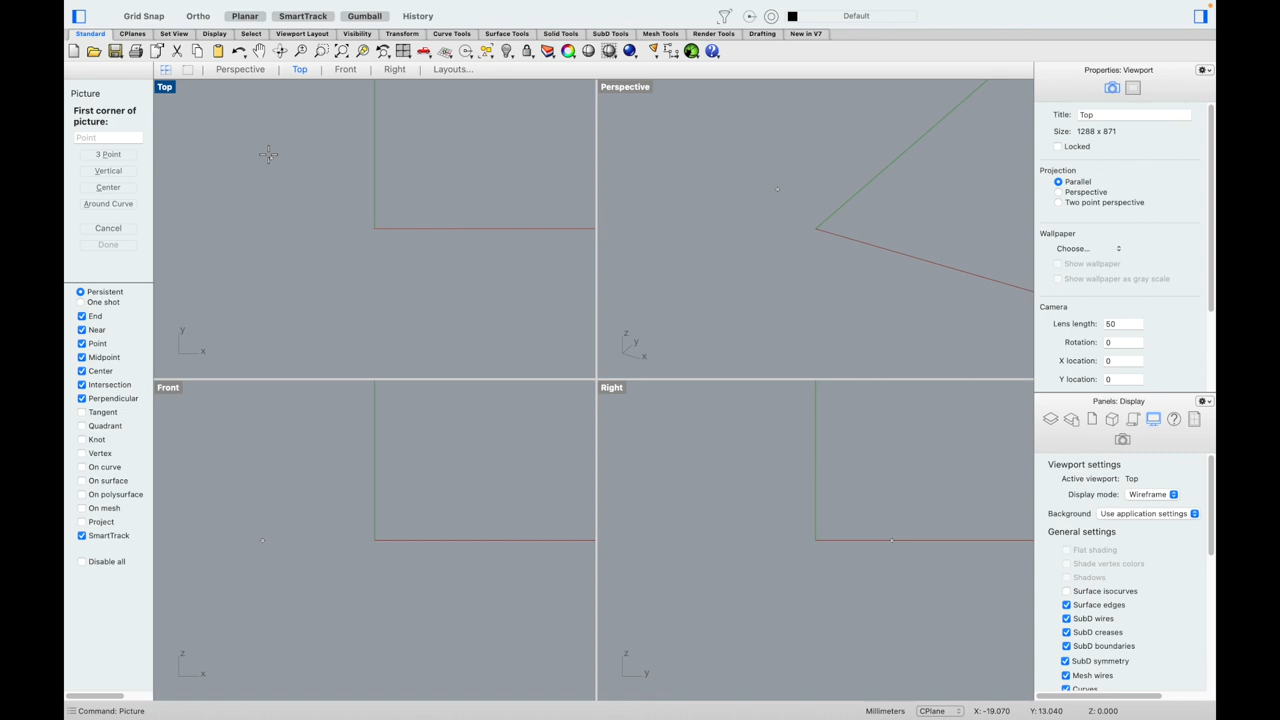 Grid Snap Ortho Planar SmartTrack Gumball History Default
Standard CPlanes Set View Display Select Viewport Layout Visibility Transform Curve Tools Surface Tools Solid Tools SubD Tools Mesh Tools Render Tools Drafting New in V7
Perspective Top Front Right Layouts...
Picture
First corner of
picture:
Point
3 Point
Vertical
Center
Around Curve
Cancel
Done
Persistent
One shot
End
Near
Point
Midpoint
Center
Intersection
Perpendicular
Tangent
Quadrant
Knot
Vertex
On curve
On surface
On polysurface
On mesh
Project
SmartTrack
Disable all
Top
y
x
Perspective
z
y
x
Front
z
x
Right
z
y
Properties: Viewport
Title: Top
Size: 1288 x 871
Locked
Projection
Parallel
Perspective
Two point perspective
Wallpaper
Choose...
Show wallpaper
Show wallpaper as gray scale
Camera
Lens length: 50
Rotation: 0
X location: 0
Y location: 0
Panels: Display
Viewport settings
Active viewport: Top
Display mode: Wireframe
Background Use application settings
General settings
Flat shading
Shade vertex colors
Shadows
Surface isocurves
Surface edges
SubD wires
SubD creases
SubD boundaries
SubD symmetry
Mesh wires
Curves
Command: Picture Millimeters CPlane X: -19.070 Y: 13.040 Z: 0.000